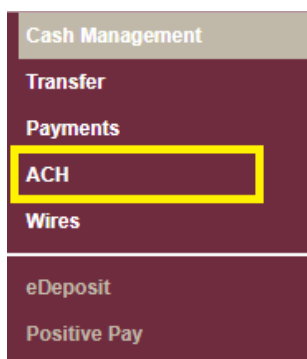 Cash Management
Transfer
Payments
ACH
Wires
eDeposit
Positive Pay